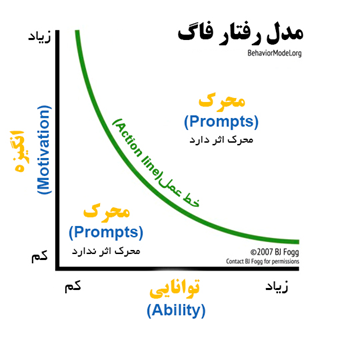 مدل رفتار فاگ
BehaviorModel.org
زیاد
محرک
(Prompts)
محرک اثر دارد
انگیزه
(Motivation)
خط عمل(Action line)
محرک
(Prompts)
محرک اثر ندارد
©2007 BJ Fogg
Contact BJ Fogg for permissions
کم
کم
توانایی
(Ability)
زیاد